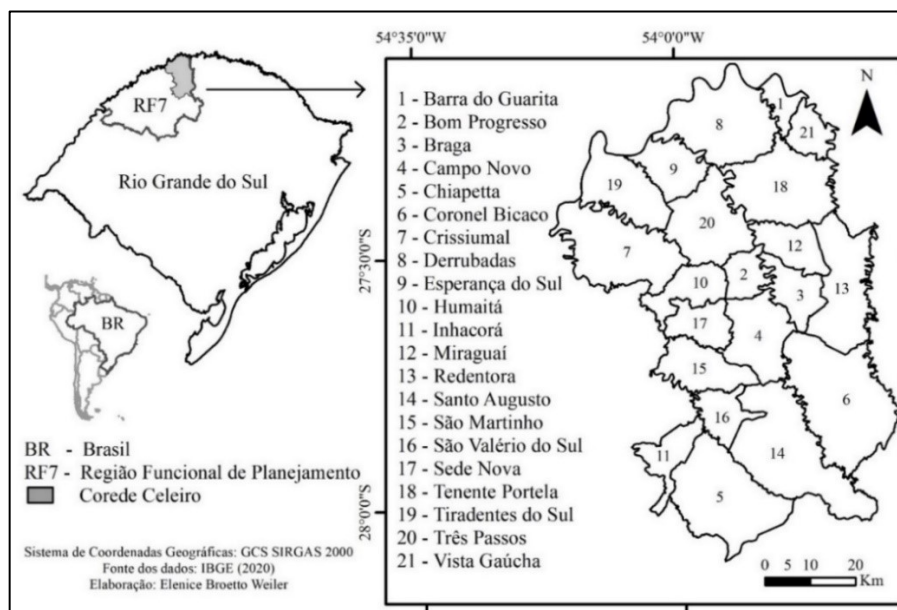 54°35'0"W
54°0'0"W
RF7
Rio Grande do Sul
BR
BR - Brasil
RF7 - Região Funcional de Planejamento
Corede Celeiro
Sistema de Coordenadas Geográficas: GCS SIRGAS 2000
Fonte dos dados: IBGE (2020)
Elaboração: Elenice Broetto Weiler
27°30'0"S
28°0'0"S
1 - Barra do Guarita
2 - Bom Progresso
3 - Braga
4 - Campo Novo
5 - Chiapetta
6 - Coronel Bicaco
7 - Crissiumal
8 - Derrubadas
9 - Esperança do Sul
10 - Humaitá
11 - Inhacorá
12 - Miraguaí
13 - Redentora
14 - Santo Augusto
15 - São Martinho
16 - São Valério do Sul
17 - Sede Nova
18 - Tenente Portela
19 - Tiradentes do Sul
20 - Três Passos
21 - Vista Gaúcha
N
1
8
21
9
19
18
20
7
12
2
10
3
13
17
4
15
6
16
11
14
5
0 5 10 20
Km